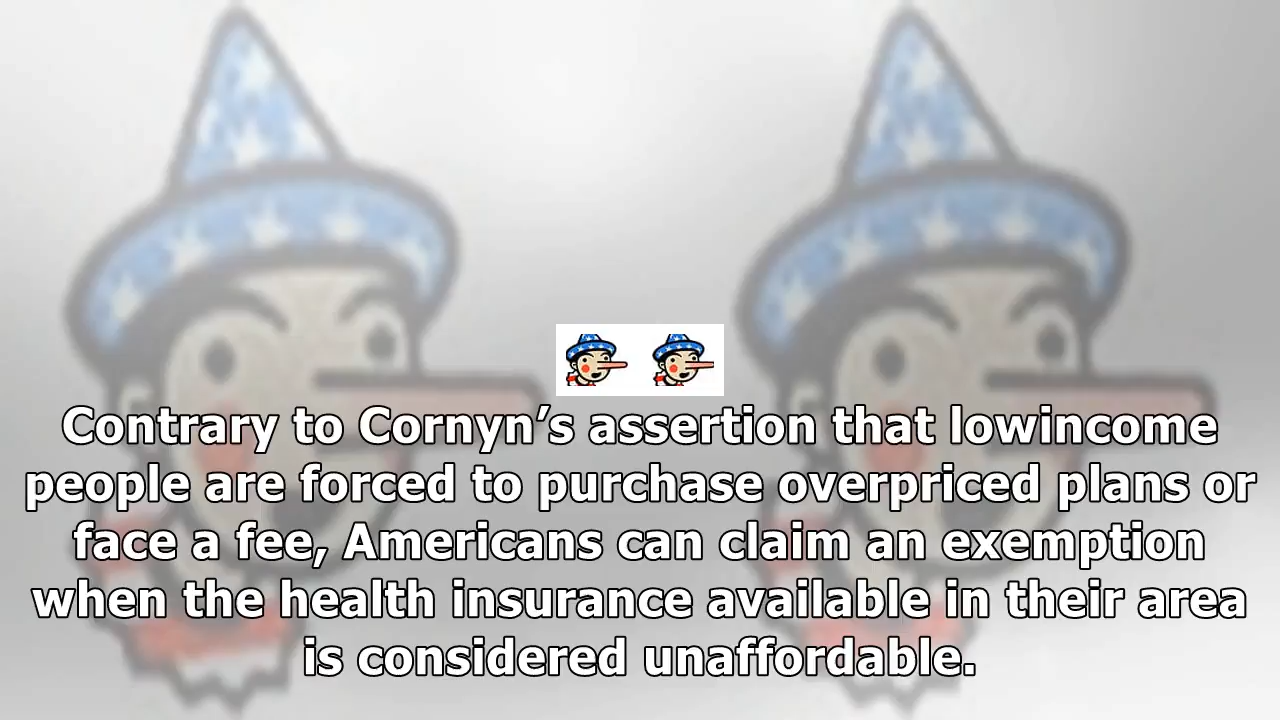 Contrary to Cornyn’s assertion that lowincome
people are forced to purchase overpriced plans or
face a fee, Americans can claim an exemption
when the health insurance available in their area
is considered unaffordable.